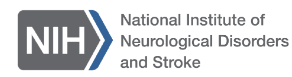 NIH
National Institute of
Neurological Disorders
and Stroke